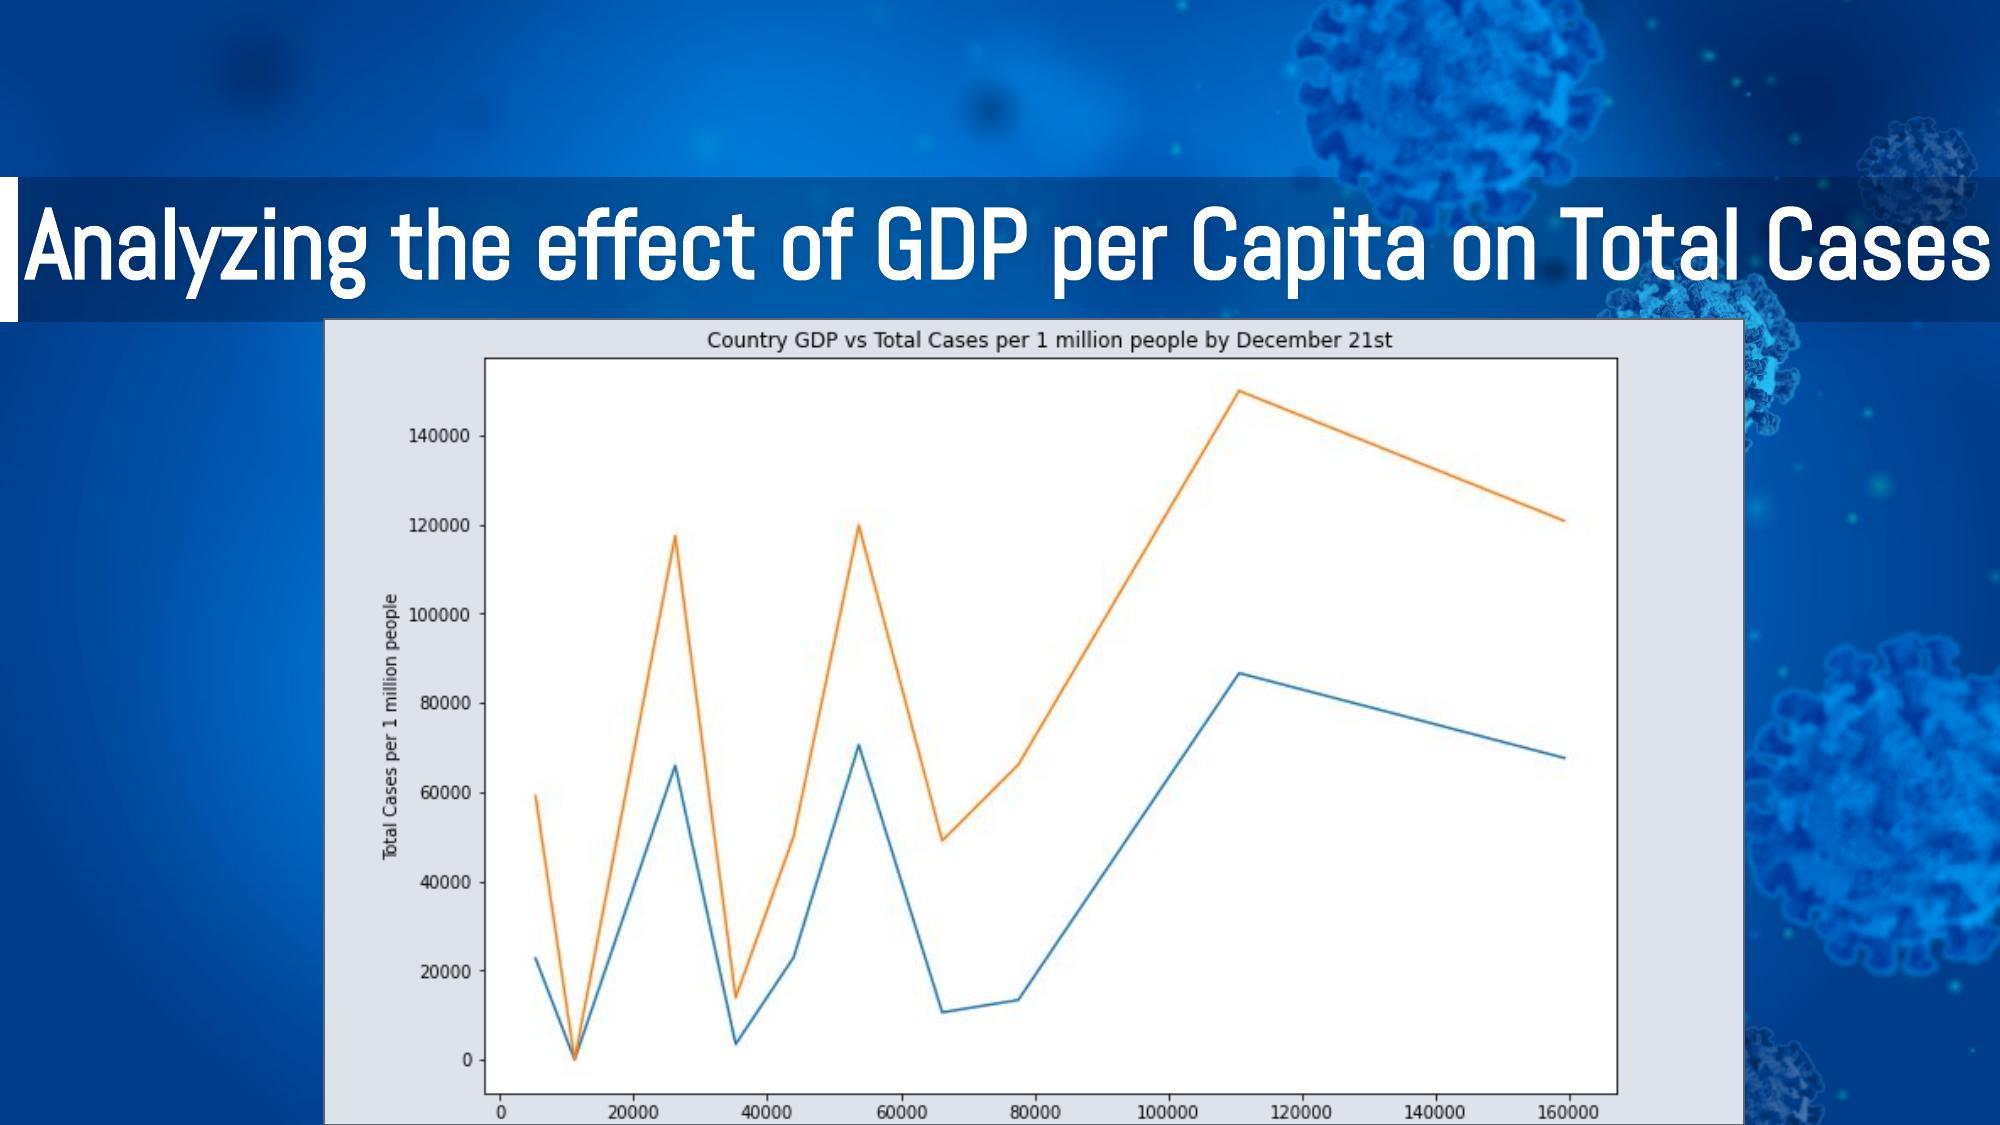 Analyzing the effect of GDP per Capita on Total Cases
Country GDP vs Total Cases per 1 million people by December 21st
Total Cases per 1 million people
140000
120000
100000
80000
60000
40000
20000
0
0 20000 40000 60000 80000 100000 120000 140000 160000